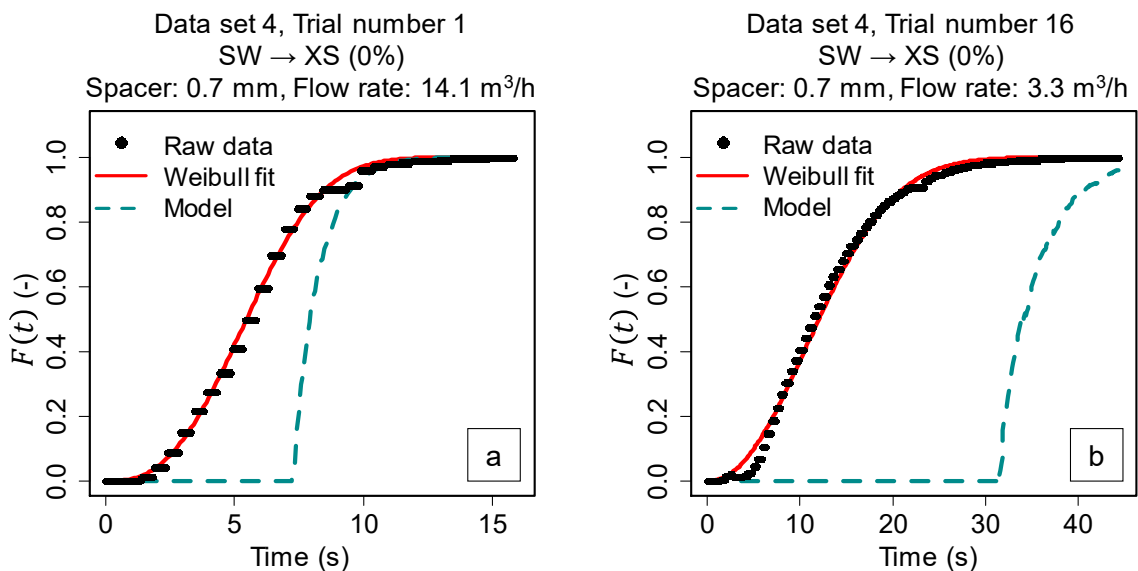 Data set 4, Trial number 1
SW → XS (0%)
Spacer: 0.7 mm, Flow rate: 14.1 m³/h
Raw data
Weibull fit
Model
1.0
0.8
0.6
0.4
0.2
0.0
F(t) (-)
a
0
5
10
15
Time (s)
Data set 4, Trial number 16
SW → XS (0%)
Spacer: 0.7 mm, Flow rate: 3.3 m³/h
Raw data
Weibull fit
Model
1.0
0.8
0.6
0.4
0.2
0.0
F(t) (-)
b
0
10
20
30
40
Time (s)